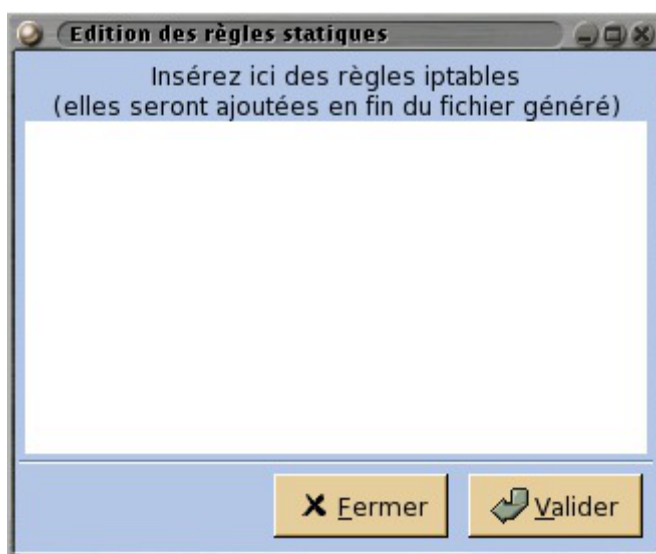 Edition des règles statiques
Insérez ici des règles iptables
(elles seront ajoutées en fin du fichier généré)
Fermer
Valider